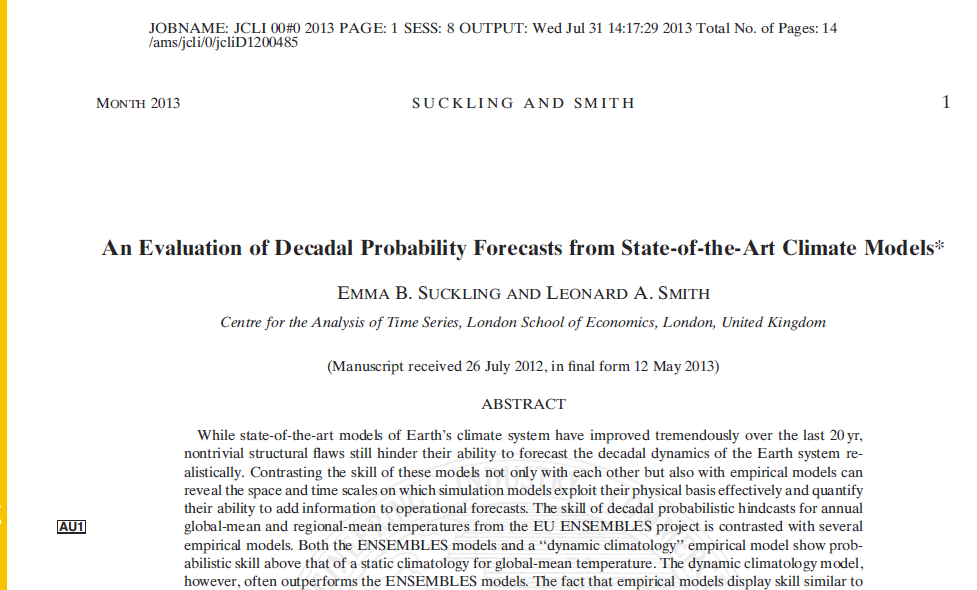 JOBNAME: JCLI 00#0 2013 PAGE: 1 SESS: 8 OUTPUT: Wed Jul 31 14:17:29 2013 Total No. of Pages: 14
/ams/jcli/0/jcliD1200485
MONTH 2013 SUCKLING AND SMITH 1
An Evaluation of Decadal Probability Forecasts from State-of-the-Art Climate Models*
EMMA B. SUCKLING AND LEONARD A. SMITH
Centre for the Analysis of Time Series, London School of Economics, London, United Kingdom
(Manuscript received 26 July 2012, in final form 12 May 2013)
ABSTRACT
While state-of-the-art models of Earth's climate system have improved tremendously over the last 20 yr,
nontrivial structural flaws still hinder their ability to forecast the decadal dynamics of the Earth system re-
alistically. Contrasting the skill of these models not only with each other but also with empirical models can
reveal the space and time scales on which simulation models exploit their physical basis effectively and quantify
their ability to add information to operational forecasts. The skill of decadal probabilistic hindcasts for annual
AU1 global-mean and regional-mean temperatures from the EU ENSEMBLES project is contrasted with several
empirical models. Both the ENSEMBLES models and a ‘‘dynamic climatology’’ empirical model show prob-
abilistic skill above that of a static climatology for global-mean temperature. The dynamic climatology model,
however, often outperforms the ENSEMBLES models. The fact that empirical models display skill similar to